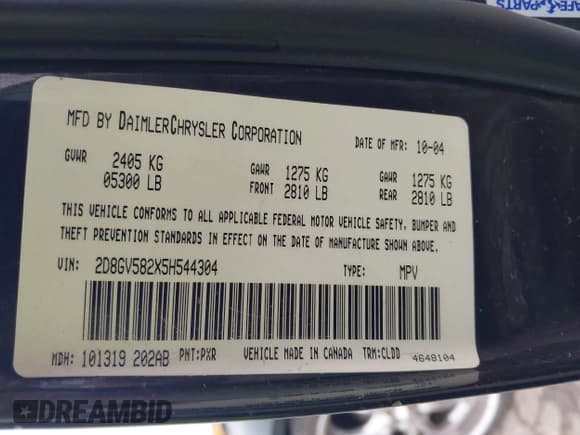 AFE
PARTS
MFD BY DAIMLERCHRYSLER CORPORATION
DATE OF MFR: 10-04
GVWR 2405 KG
05300 LB
GAWR 1275 KG
FRONT 2810 LB
GAWR 1275 KG
REAR 2810 LB
THIS VEHICLE CONFORMS TO ALL APPLICABLE FEDERAL MOTOR VEHICLE SAFETY, BUMPER AND
THEFT PREVENTION STANDARDS IN EFFECT ON THE DATE OF MANUFACTURE SHOWN ABOVE.
VIN: 2D8GV582X5H544304
TYPE: MPV
MDH: 101319 202AB PNT:PXR VEHICLE MADE IN CANADA TRM:CLDD 4648104
DREAMBID